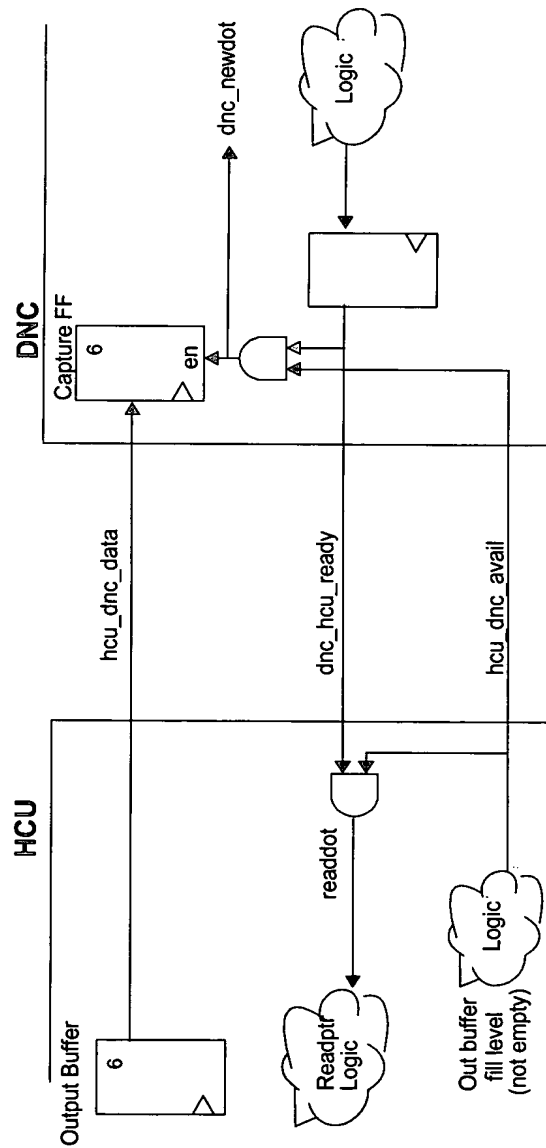 HCU
DNC
Output Buffer
6
hcu_dnc_data
Capture FF
6
en
dnc_newdot
Readptr
Logic
readdot
dnc_hcu_ready
Logic
Out buffer
fill level
(not empty)
Logic
hcu_dnc_avail